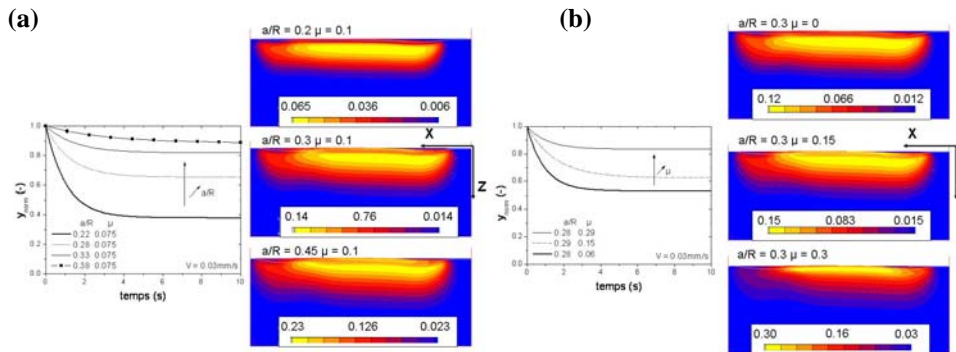 (a)
a/R = 0.2 μ = 0.1
0.065 0.036 0.006
X
Z
a/R = 0.3 μ = 0.1
0.14 0.76 0.014
a/R = 0.45 μ = 0.1
0.23 0.126 0.023
1.0
0.8
0.6
0.4
0.2
0.0
y norm (-)
a/R
a/R μ
0.22 0.075
0.28 0.075
0.33 0.075
0.38 0.075
V = 0.03mm/s
0 2 4 6 8 10
temps (s)
(b)
a/R = 0.3 μ = 0
0.12 0.066 0.012
X
a/R = 0.3 μ = 0.15
0.15 0.083 0.015
a/R = 0.3 μ = 0.3
0.30 0.16 0.03
1.0
0.8
0.6
0.4
0.2
0.0
y norm (-)
μ
a/R μ
0.28 0.29
0.29 0.15
0.28 0.06
V = 0.03mm/s
0 2 4 6 8 10
temps (s)